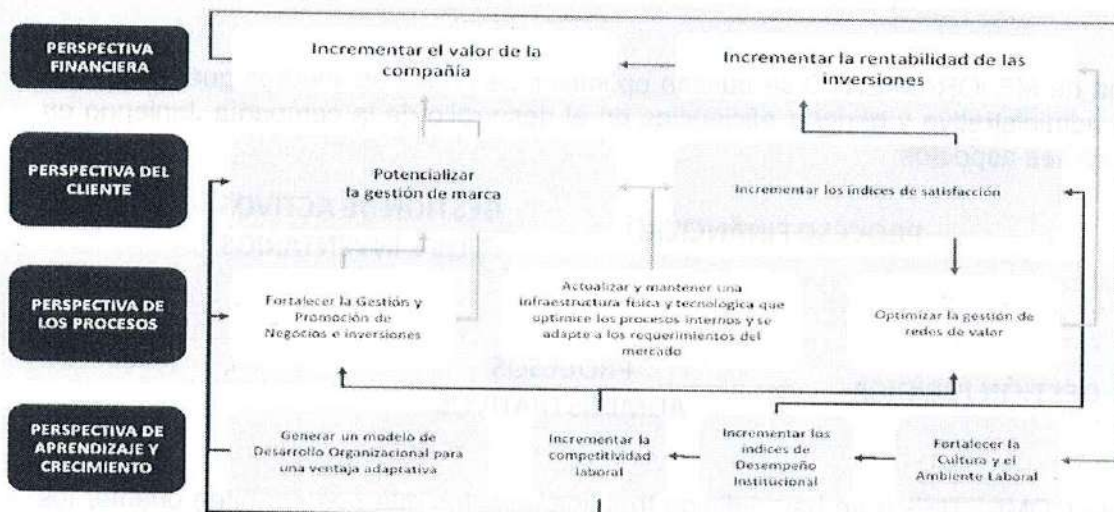 PERSPECTIVA
FINANCIERA
Incrementar el valor de la
compañía
Incrementar la rentabilidad de las
inversiones
PERSPECTIVA DEL
CLIENTE
Potencializar
la gestión de marca
Incrementar los índices de satisfacción
PERSPECTIVA DE
LOS PROCESOS
Fortalecer la Gestión y
Promoción de
Negocios e inversiones
Actualizar y mantener una
infraestructura física y tecnologica que
optimice los procesos internos y se
adapte a los requerimientos del
mercado
Optimizar la gestión de
redes de valor
PERSPECTIVA DE
APRENDIZAJE Y
CRECIMIENTO
Generar un modelo de
Desarrollo Organizacional para
una ventaja adaptativa
Incrementar la
competitividad
laboral
Incrementar los
índices de
Desempeño
Institucional
Fortalecer la
Cultura y el
Ambiente Laboral